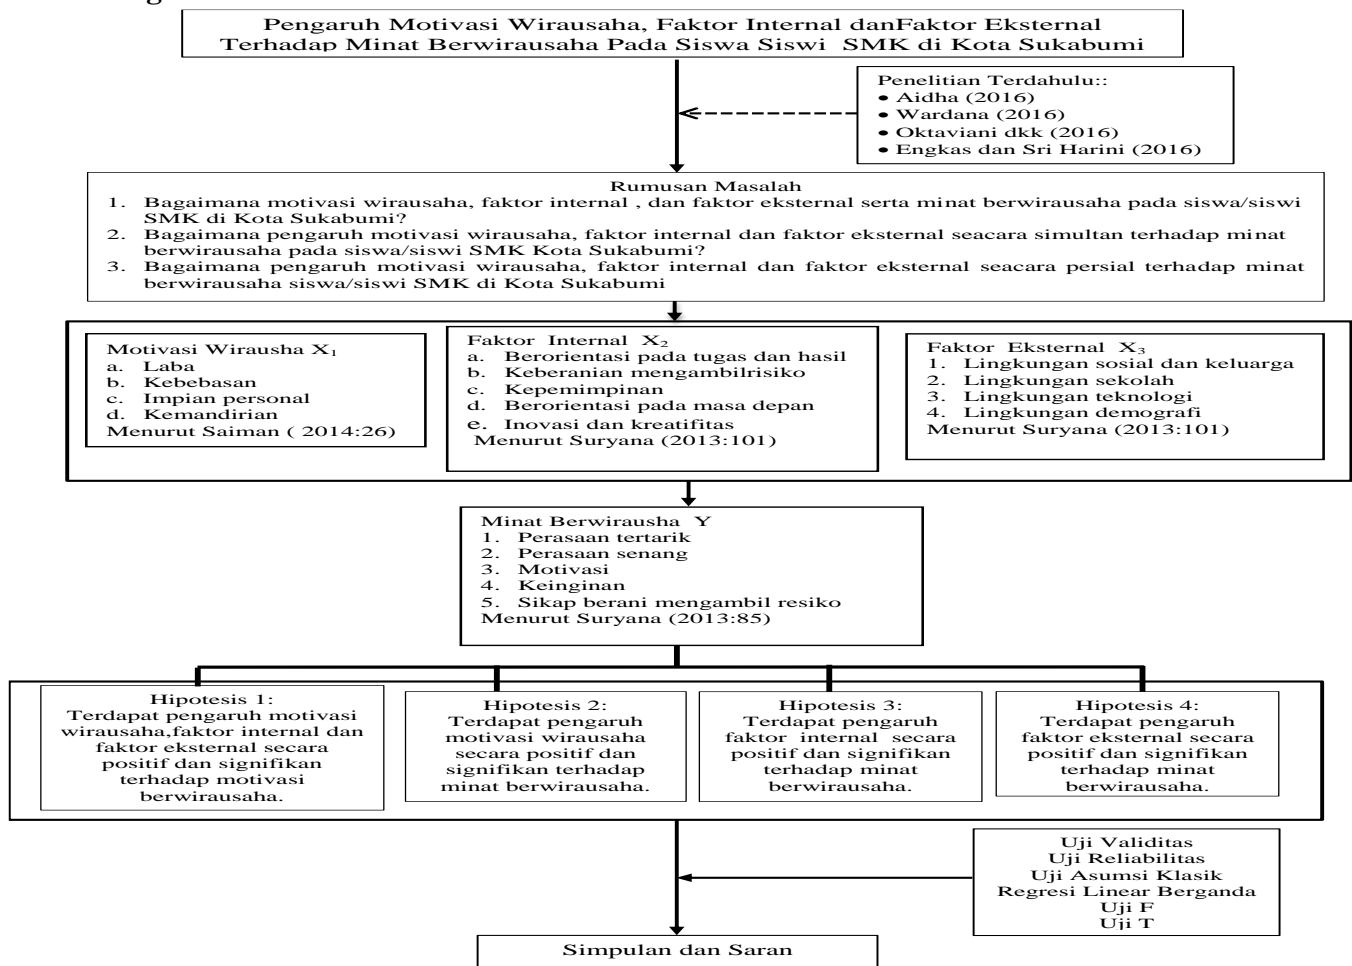 Pengaruh Motivasi Wirausaha, Faktor Internal danFaktor Eksternal
Terhadap Minat Berwirausaha Pada Siswa Siswi SMK di Kota Sukabumi
Penelitian Terdahulu::
• Aidha (2016)
• Wardana (2016)
• Oktaviani dkk (2016)
• Engkas dan Sri Harini (2016)
Rumusan Masalah
1. Bagaimana motivasi wirausaha, faktor internal , dan faktor eksternal serta minat berwirausaha pada siswa/siswi
SMK di Kota Sukabumi?
2. Bagaimana pengaruh motivasi wirausaha, faktor internal dan faktor eksternal seacara simultan terhadap minat
berwirausaha pada siswa/siswi SMK Kota Sukabumi?
3. Bagaimana pengaruh motivasi wirausaha, faktor internal dan faktor eksternal seacara persial terhadap minat
berwirausaha siswa/siswi SMK di Kota Sukabumi
Motivasi Wirausha X₁
a. Laba
b. Kebebasan
c. Impian personal
d. Kemandirian
Menurut Saiman ( 2014:26)
Faktor Internal X₂
a. Berorientasi pada tugas dan hasil
b. Keberanian mengambilrisiko
c. Kepemimpinan
d. Berorientasi pada masa depan
e. Inovasi dan kreatifitas
Menurut Suryana (2013:101)
Faktor Eksternal X₃
1. Lingkungan sosial dan keluarga
2. Lingkungan sekolah
3. Lingkungan teknologi
4. Lingkungan demografi
Menurut Suryana (2013:101)
Minat Berwirausha Y
1. Perasaan tertarik
2. Perasaan senang
3. Motivasi
4. Keinginan
5. Sikap berani mengambil resiko
Menurut Suryana (2013:85)
Hipotesis 1:
Terdapat pengaruh motivasi
wirausaha,faktor internal dan
faktor eksternal secara
positif dan signifikan
terhadap motivasi
berwirausaha.
Hipotesis 2:
Terdapat pengaruh
motivasi wirausaha
secara positif dan
signifikan terhadap
minat berwirausaha.
Hipotesis 3:
Terdapat pengaruh
faktor internal secara
positif dan signifikan
terhadap minat
berwirausaha.
Hipotesis 4:
Terdapat pengaruh
faktor eksternal secara
positif dan signifikan
terhadap minat
berwirausaha.
Uji Validitas
Uji Reliabilitas
Uji Asumsi Klasik
Regresi Linear Berganda
Uji F
Uji T
Simpulan dan Saran